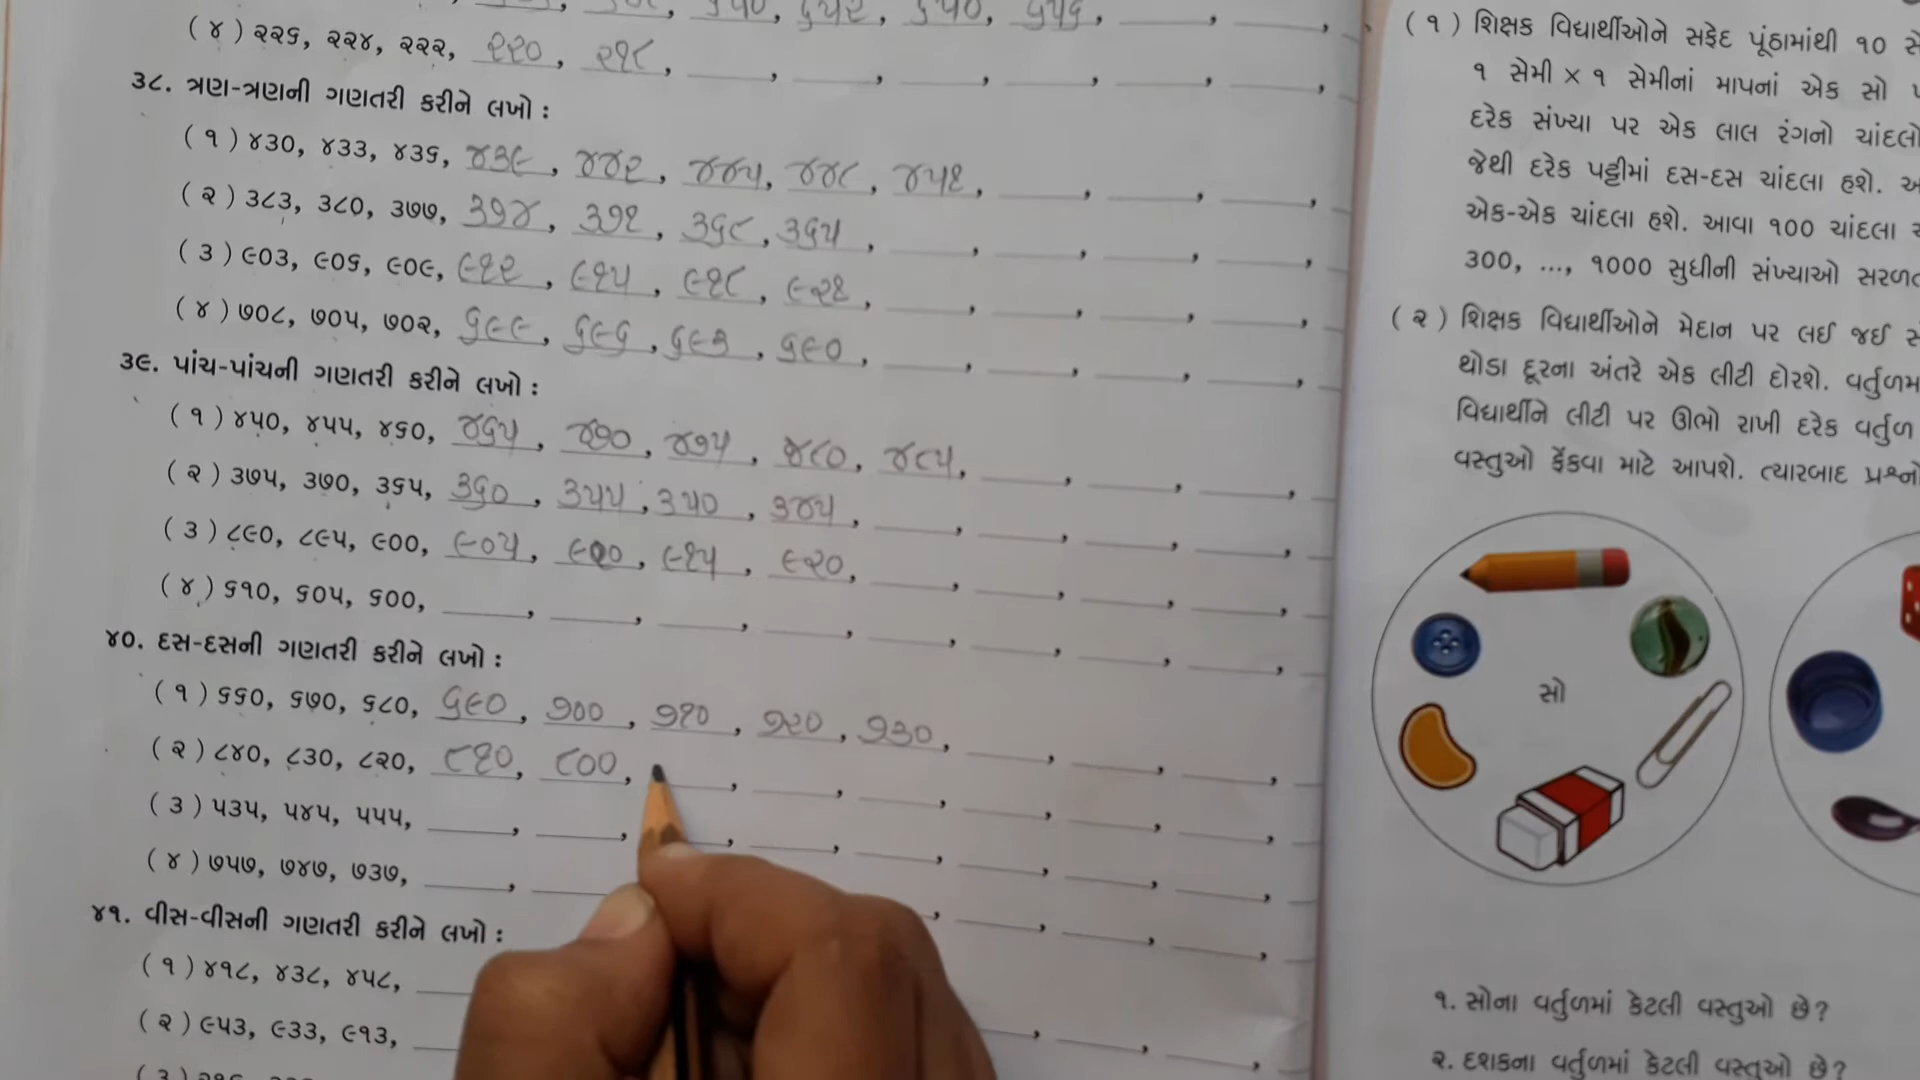 ૬૫૦, ૬૫૨, ૬૫૦, ૬૫૬,
( ૪ ) ૨૨૬, ૨૨૪, ૨૨૨, ૨૨૦, ૨૧૮,
૩૮. ત્રણ-ત્રણની ગણતરી કરીને લખો :
( ૧ ) ૪૩૦, ૪૩૩, ૪૩૬, ૪૩૯, ૪૪૨, ૪૪૫, ૪૪૮, ૪૫૧,
( ૨ ) ૩૮૩, ૩૮૦, ૩૭૭, ૩૭૪, ૩૭૧, ૩૬૮, ૩૬૫,
( ૩ ) ૯૦૩, ૯૦૬, ૯૦૯, ૯૧૨, ૯૧૫, ૯૧૮, ૯૨૧,
( ૪ ) ૭૦૮, ૭૦૫, ૭૦૨, ૬૯૯, ૬૯૬, ૬૯૩, ૬૯૦,
૩૯. પાંચ-પાંચની ગણતરી કરીને લખો :
( ૧ ) ૪૫૦, ૪૫૫, ૪૬૦, ૪૬૫, ૪૭૦, ૪૭૫, ૪૮૦, ૪૮૫,
( ૨ ) ૩૭૫, ૩૭૦, ૩૬૫, ૩૬૦, ૩૫૫, ૩૫૦, ૩૪૫,
( ૩ ) ૮૯૦, ૮૯૫, ૯૦૦, ૯૦૫, ૯૧૦, ૯૧૫, ૯૨૦,
( ૪ ) ૬૧૦, ૬૦૫, ૬૦૦,
૪૦. દસ-દસની ગણતરી કરીને લખો :
( ૧ ) ૬૬૦, ૬૭૦, ૬૮૦, ૬૯૦, ૭૦૦, ૭૧૦, ૭૨૦, ૭૩૦,
( ૨ ) ૮૪૦, ૮૩૦, ૮૨૦, ૮૧૦, ૮૦૦,
( ૩ ) ૫૩૫, ૫૪૫, ૫૫૫,
( ૪ ) ૭૫૭, ૭૪૭, ૭૩૭,
૪૧. વીસ-વીસની ગણતરી કરીને લખો :
( ૧ ) ૪૧૮, ૪૩૮, ૪૫૮,
( ૨ ) ૯૫૩, ૯૩૩, ૯૧૩,
( ૩ )
( ૧ ) શિક્ષક વિદ્યાર્થીઓને સફેદ પૂંઠામાંથી ૧૦
૧ સેમી × ૧ સેમીનાં માપનાં એક સો
દરેક સંખ્યા પર એક લાલ રંગનો ચાંદલો
જેથી દરેક પટ્ટીમાં દસ-દસ ચાંદલા હશે.
એક-એક ચાંદલા હશે. આવા ૧૦૦ ચાંદલા
૩૦૦, ..., ૧૦૦૦ સુધીની સંખ્યાઓ
( ૨ ) શિક્ષક વિદ્યાર્થીઓને મેદાન પર લઈ જઈ
થોડા દૂરના અંતરે એક લીટી દોરશે.
વિદ્યાર્થીને લીટી પર ઊભો રાખી દરેક વર્તુળ
વસ્તુઓ ફેંકવા માટે આપશે. ત્યારબાદ
સો
૧. સોના વર્તુળમાં કેટલી વસ્તુઓ છે?
૨. દશકના વર્તુળમાં કેટલી વસ્તુઓ છે?